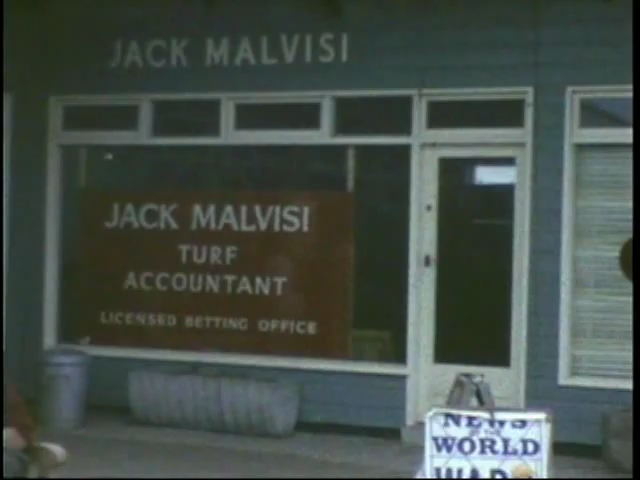 JACK MALVISI
JACK MALVISI
TURF
ACCOUNTANT
LICENSED BETTING OFFICE
NEWS
WORLD